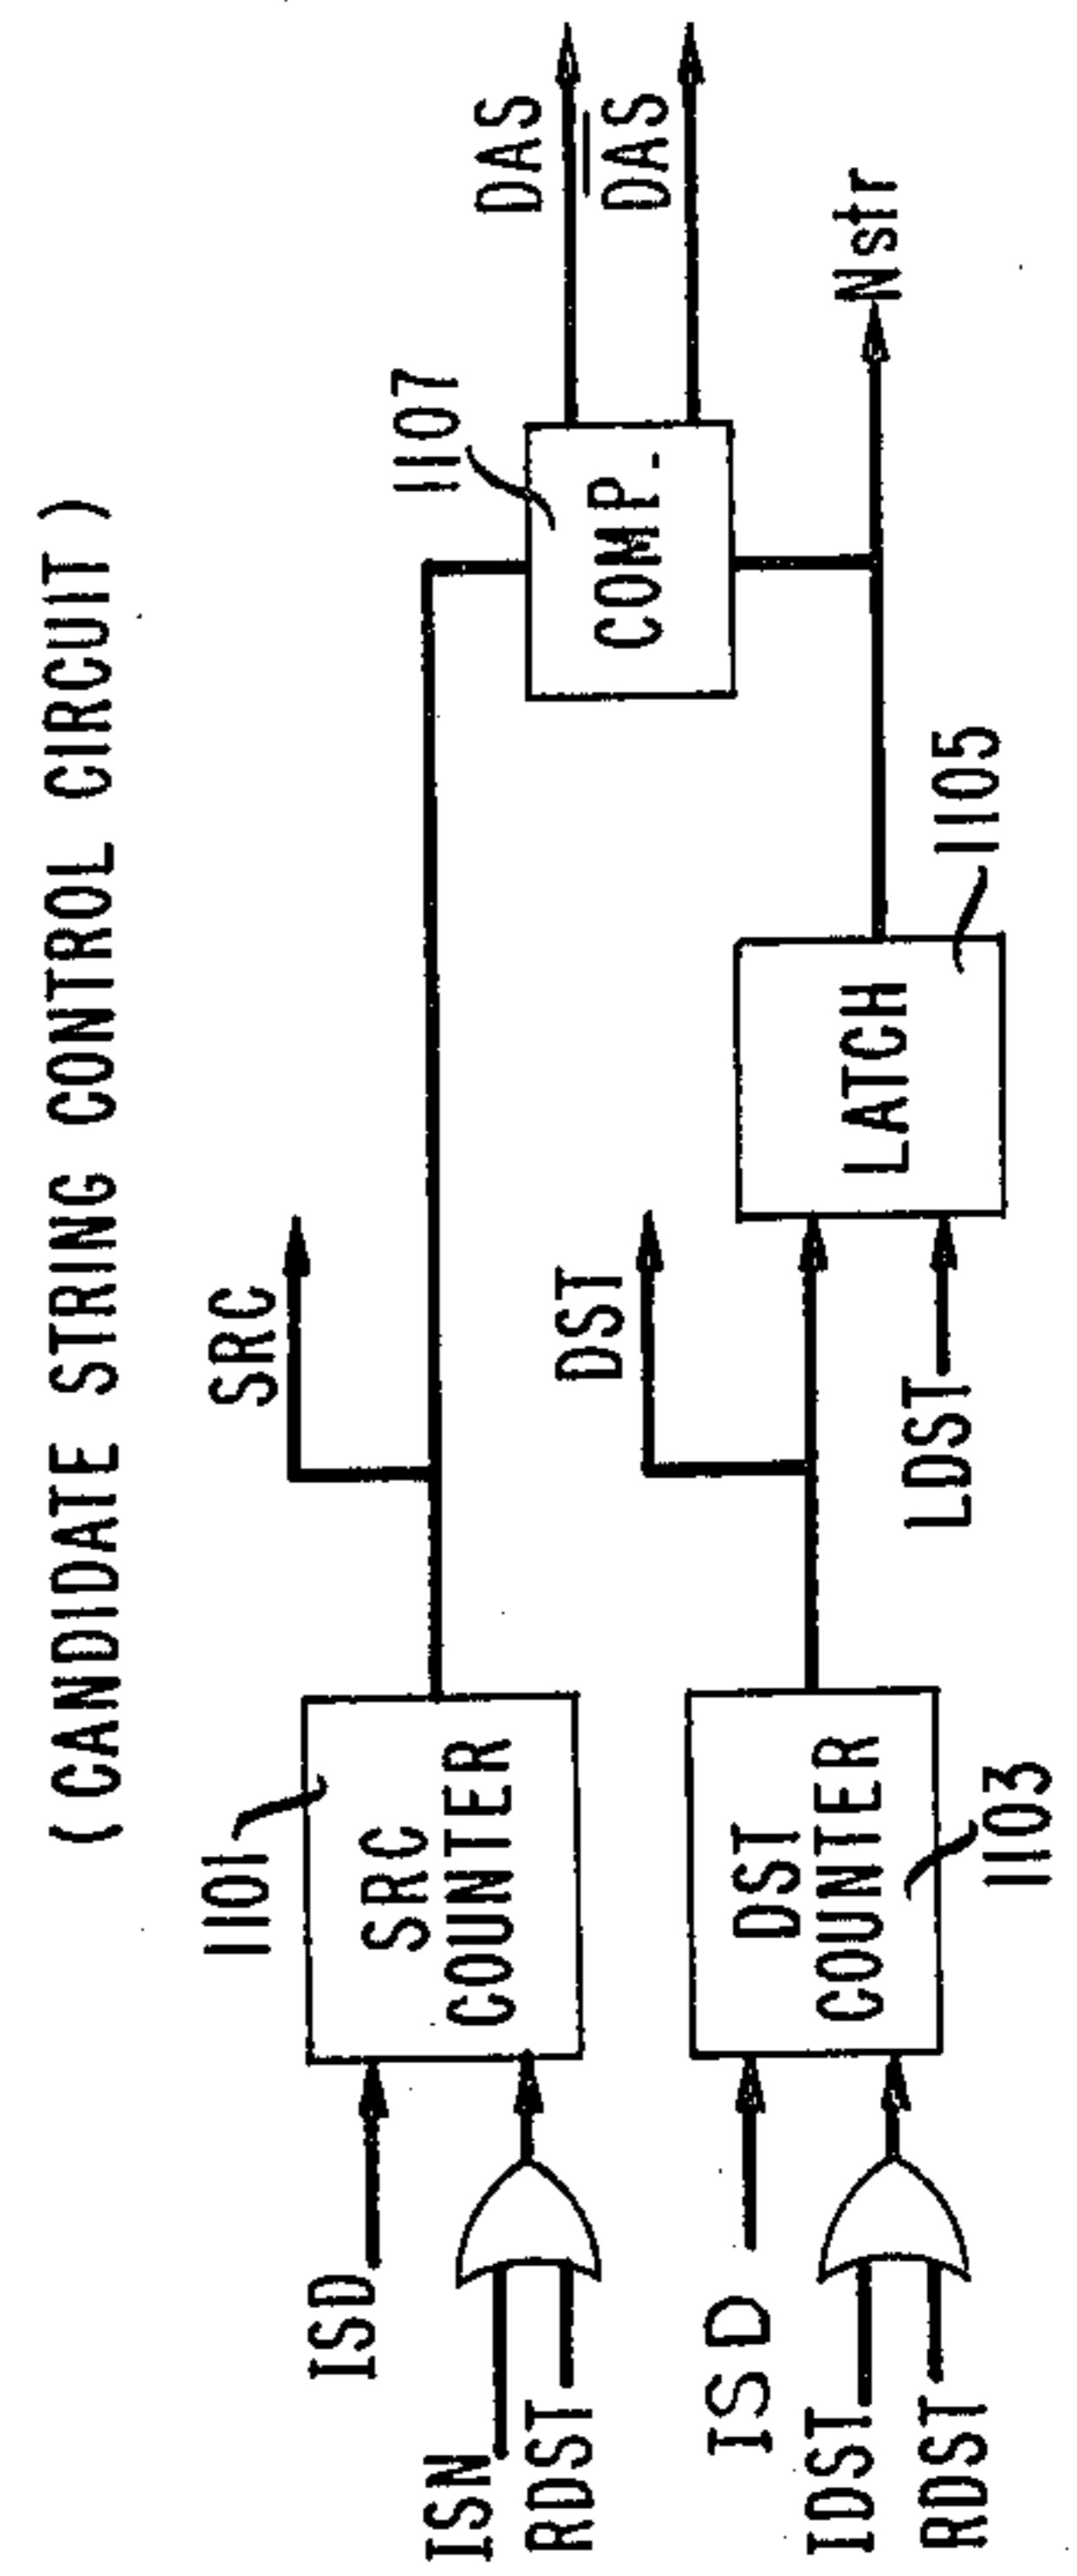 ( CANDIDATE STRING CONTROL CIRCUIT )
1101
SRC
ISD
SRC
COUNTER
ISN
RDST
1107
DAS
D̅A̅S̅
COMP.
DST
ISD
DST
COUNTER
LATCH
Nstr
IDST
RDST
LDST
1103
1105